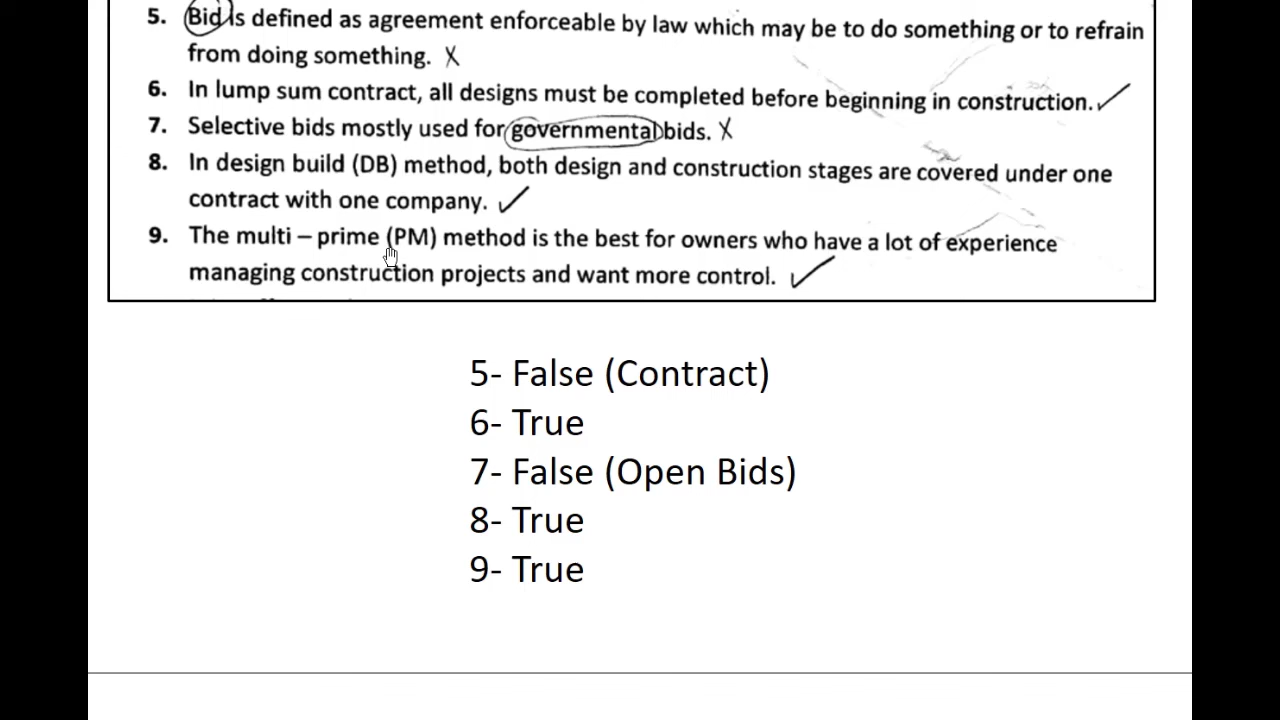 5. Bid is defined as agreement enforceable by law which may be to do something or to refrain
from doing something. X
6. In lump sum contract, all designs must be completed before beginning in construction. ✓
7. Selective bids mostly used for governmental bids. X
8. In design build (DB) method, both design and construction stages are covered under one
contract with one company. ✓
9. The multi – prime (PM) method is the best for owners who have a lot of experience
managing construction projects and want more control. ✓
5- False (Contract)
6- True
7- False (Open Bids)
8- True
9- True